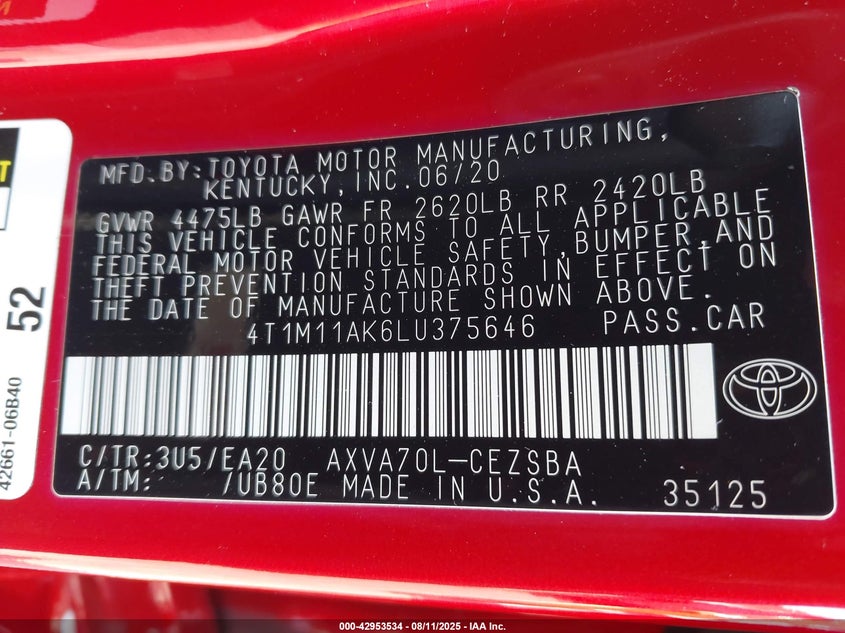 MFD.BY:TOYOTA MOTOR MANUFACTURING,
KENTUCKY,INC.06/20
GVWR 4475LB GAWR FR 2620LB RR 2420LB
THIS VEHICLE CONFORMS TO ALL APPLICABLE
FEDERAL MOTOR VEHICLE SAFETY,BUMPER,AND
THEFT PREVENTION STANDARDS IN EFFECT ON
THE DATE OF MANUFACTURE SHOWN ABOVE.
4T1M11AK6LU375646 PASS.CAR
C/TR:3U5/EA20 AXVA70L-CEZSBA
A/TM: /UB80E MADE IN U.S.A. 35125
52
42661-06B40
000-42953534 - 08/11/2025 - IAA Inc.